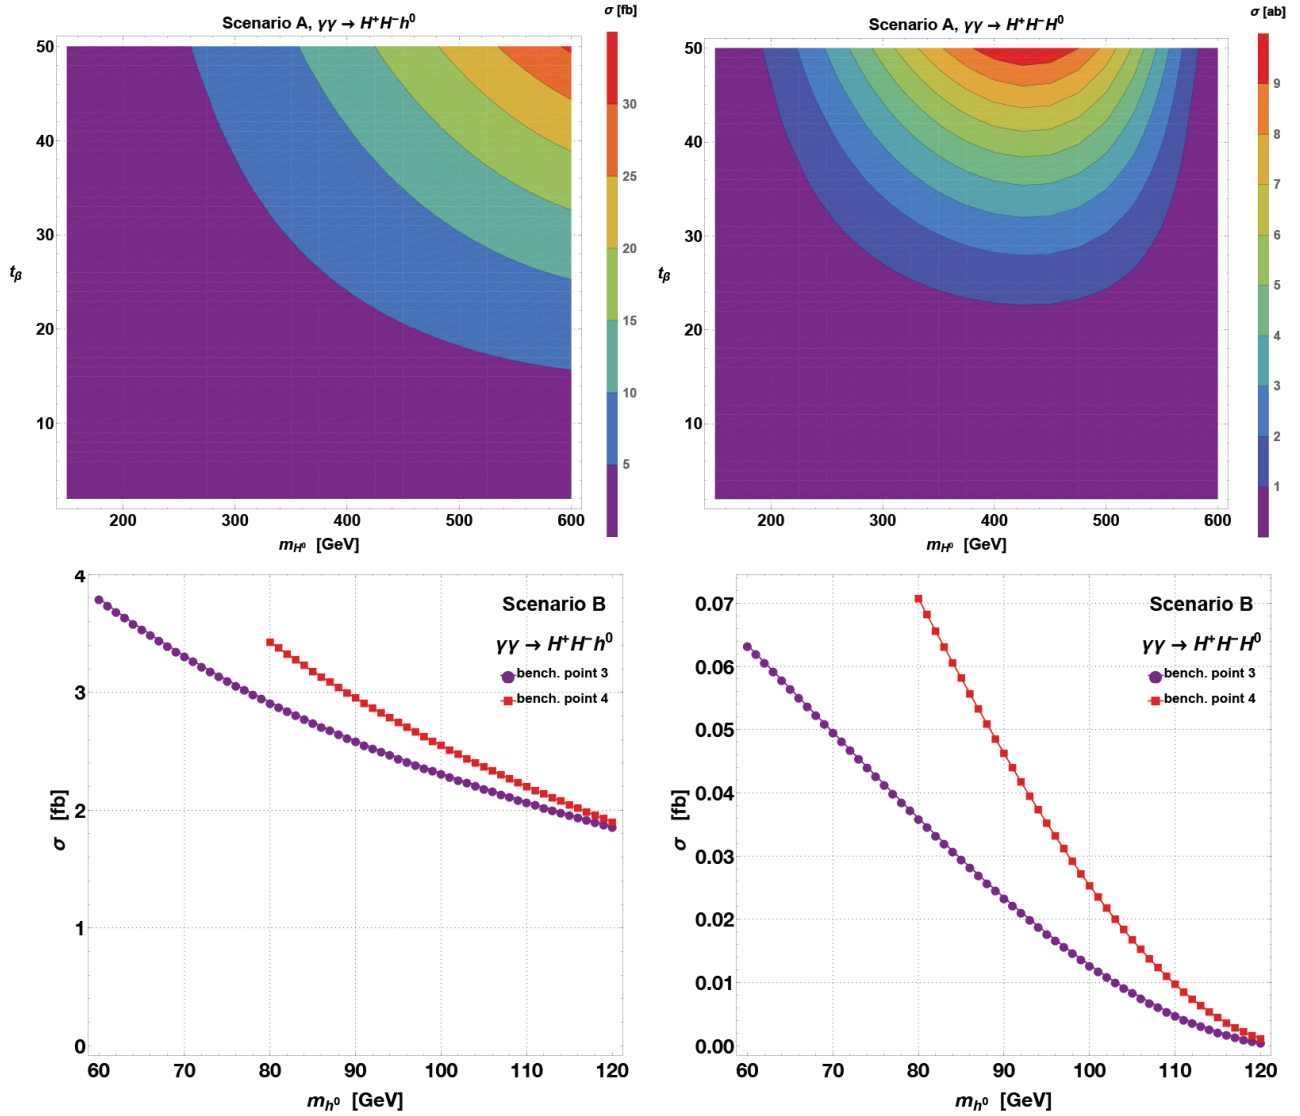 Scenario A, γγ → H⁺H⁻h⁰
σ [fb]
50
40
30
20
10
t_β
30
25
20
15
10
5
200 300 400 500 600
m_H⁰ [GeV]
Scenario A, γγ → H⁺H⁻H⁰
σ [ab]
50
40
30
20
10
t_β
9
8
7
6
5
4
3
2
1
200 300 400 500 600
m_H⁰ [GeV]
4
3
2
1
0
σ [fb]
Scenario B
γγ → H⁺H⁻h⁰
bench. point 3
bench. point 4
60 70 80 90 100 110 120
m_h⁰ [GeV]
0.07
0.06
0.05
0.04
0.03
0.02
0.01
0.00
σ [fb]
Scenario B
γγ → H⁺H⁻H⁰
bench. point 3
bench. point 4
60 70 80 90 100 110 120
m_h⁰ [GeV]